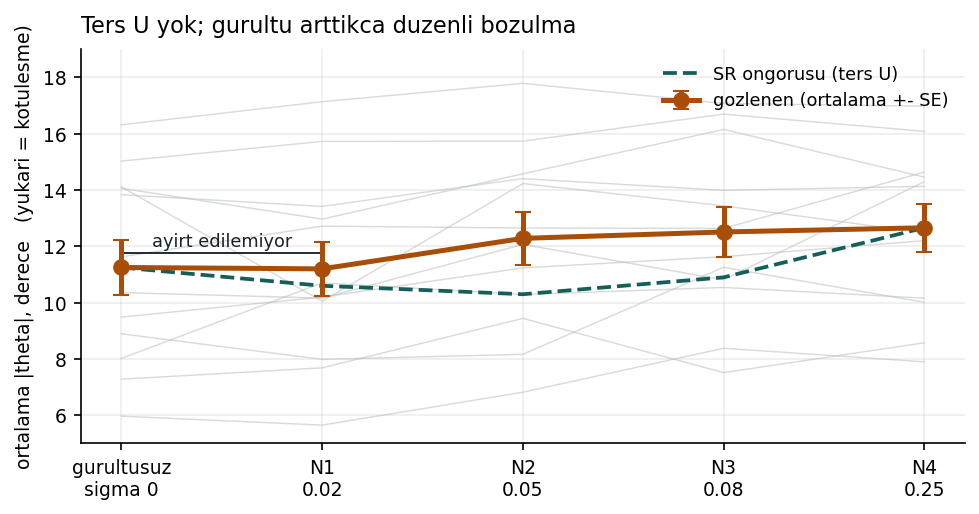 Ters U yok; gurultu arttikca duzenli bozulma
ortalama |theta|, derece (yukari = kotulesme)
18
16
14
12
10
8
6
SR ongorusu (ters U)
gozlenen (ortalama +- SE)
ayirt edilemiyor
gurultusuz
sigma 0
N1
0.02
N2
0.05
N3
0.08
N4
0.25